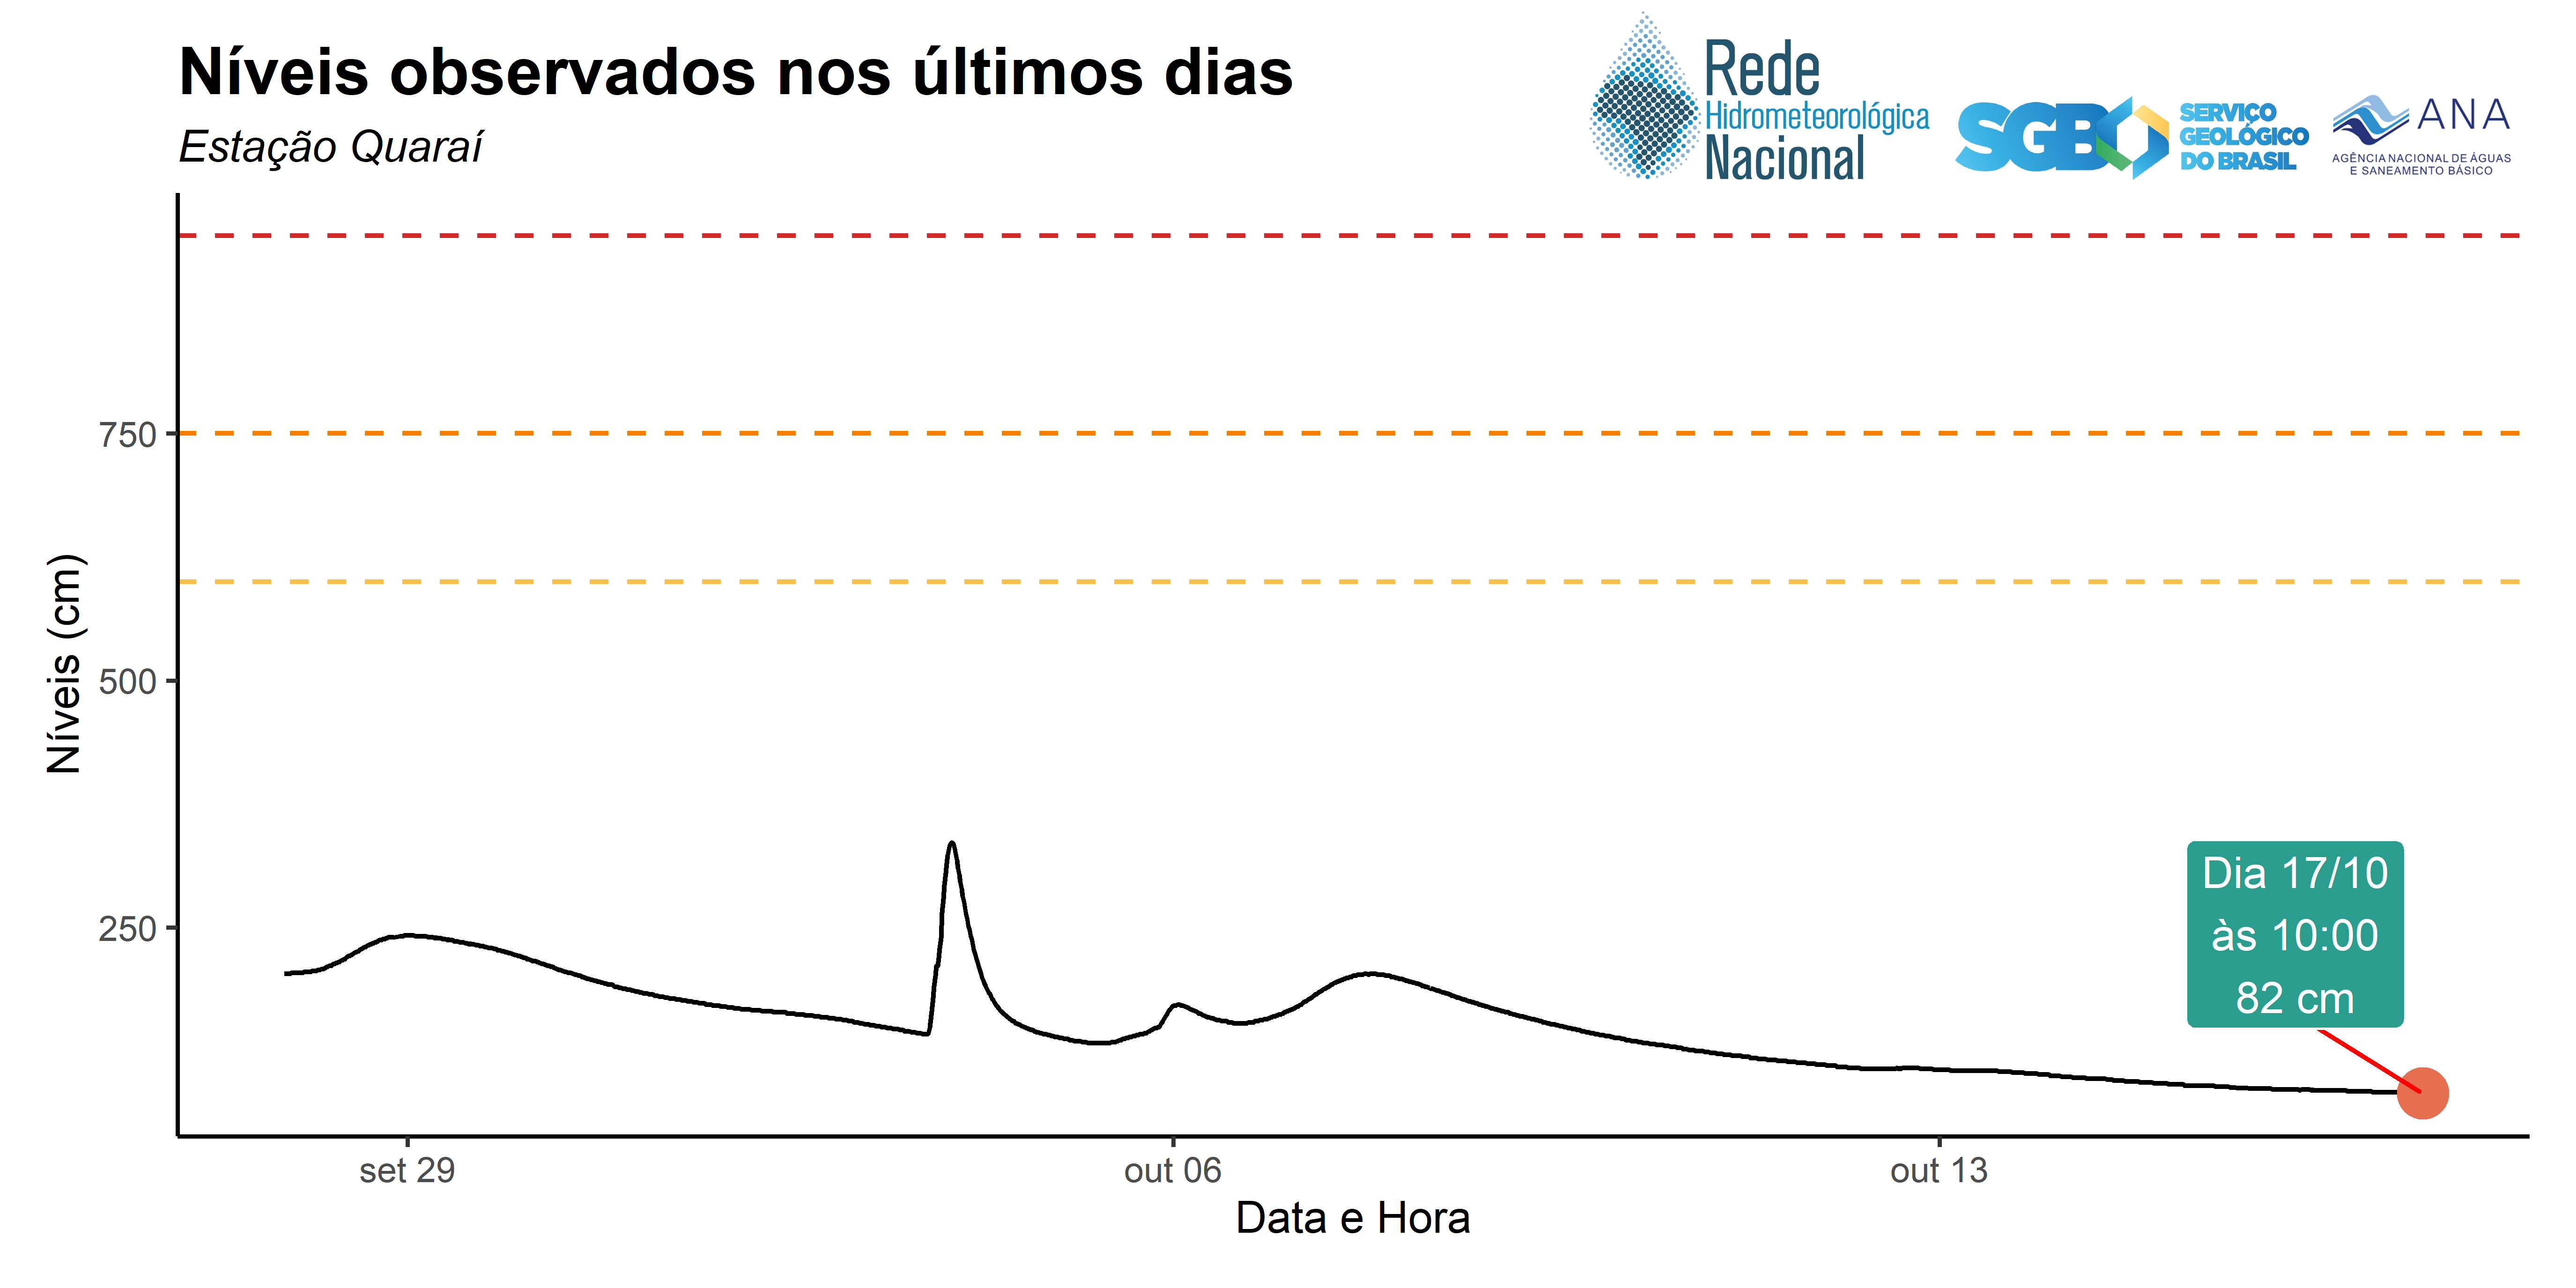 Níveis observados nos últimos dias
Estação Quaraí
Rede
Hidrometeorológica
Nacional
SGB
SERVIÇO
GEOLÓGICO
DO BRASIL
ANA
AGÊNCIA NACIONAL DE ÁGUAS
E SANEAMENTO BÁSICO
Níveis (cm)
750
500
250
Dia 17/10
às 10:00
82 cm
set 29
out 06
out 13
Data e Hora